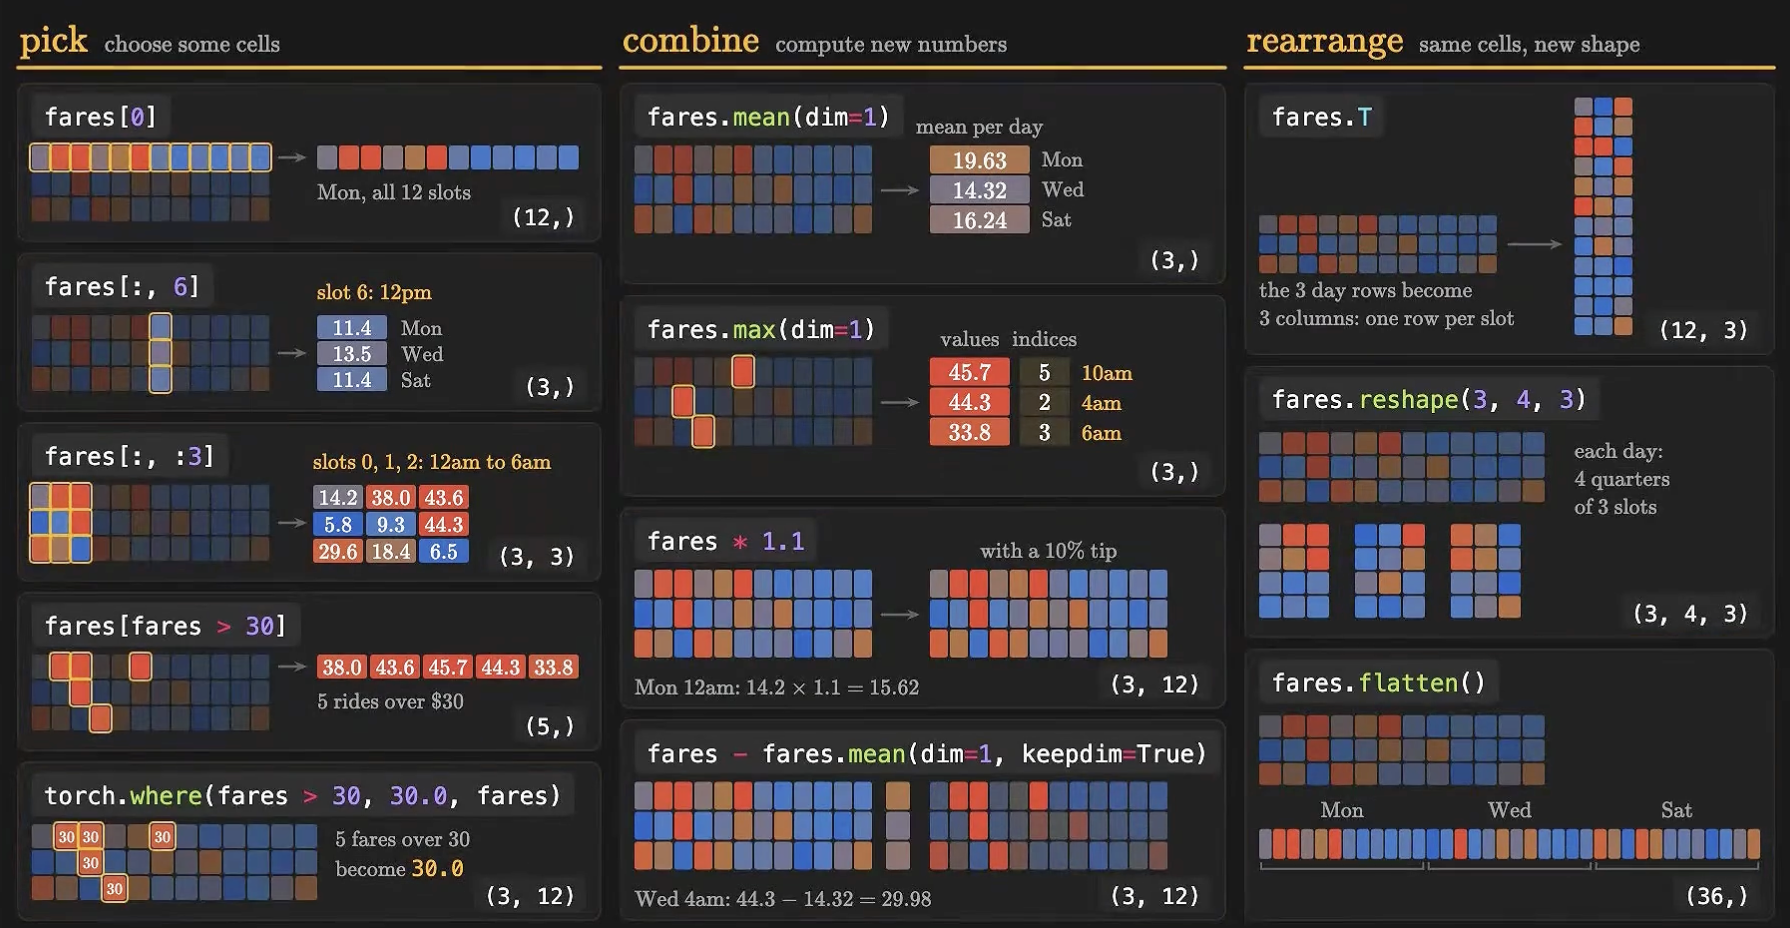 pick choose some cells
fares[0]
Mon, all 12 slots
(12,)
fares[:, 6]
slot 6: 12pm
11.4 Mon
13.5 Wed
11.4 Sat
(3,)
fares[:, :3]
slots 0, 1, 2: 12am to 6am
14.2 38.0 43.6
5.8 9.3 44.3
29.6 18.4 6.5
(3, 3)
fares[fares > 30]
38.0 43.6 45.7 44.3 33.8
5 rides over $30
(5,)
torch.where(fares > 30, 30.0, fares)
30 30 30
30
30
5 fares over 30
become 30.0
(3, 12)
combine compute new numbers
fares.mean(dim=1)
mean per day
19.63 Mon
14.32 Wed
16.24 Sat
(3,)
fares.max(dim=1)
values indices
45.7 5 10am
44.3 2 4am
33.8 3 6am
(3,)
fares * 1.1
with a 10% tip
Mon 12am: 14.2 × 1.1 = 15.62
(3, 12)
fares − fares.mean(dim=1, keepdim=True)
Wed 4am: 44.3 − 14.32 = 29.98
(3, 12)
rearrange same cells, new shape
fares.T
the 3 day rows become
3 columns: one row per slot
(12, 3)
fares.reshape(3, 4, 3)
each day:
4 quarters
of 3 slots
(3, 4, 3)
fares.flatten()
Mon Wed Sat
(36,)